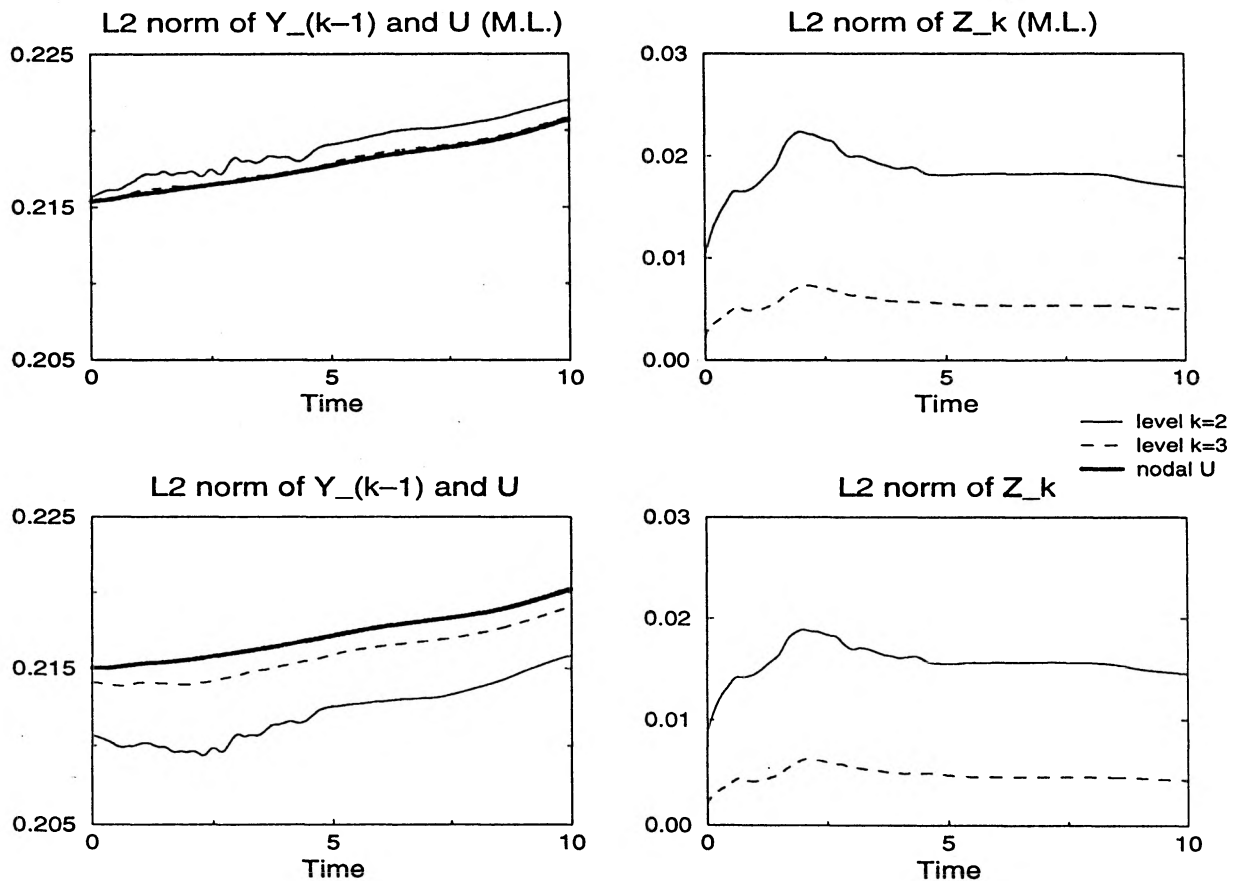 L2 norm of Y_(k–1) and U (M.L.)
0.225
0.215
0.205
0
5
10
Time
L2 norm of Z_k (M.L.)
0.03
0.02
0.01
0.00
0
5
10
Time
level k=2
level k=3
nodal U
L2 norm of Y_(k–1) and U
0.225
0.215
0.205
0
5
10
Time
L2 norm of Z_k
0.03
0.02
0.01
0.00
0
5
10
Time